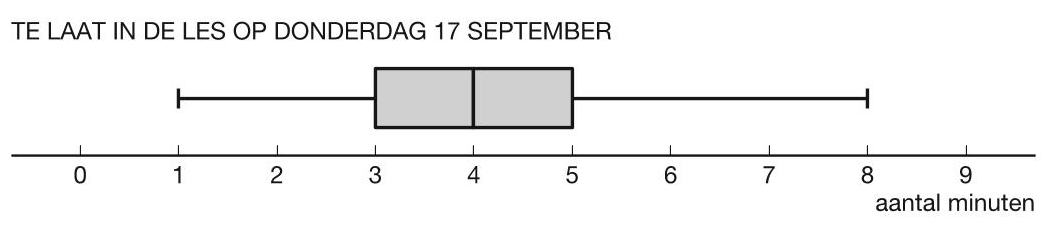 TE LAAT IN DE LES OP DONDERDAG 17 SEPTEMBER
0 1 2 3 4 5 6 7 8 9
aantal minuten